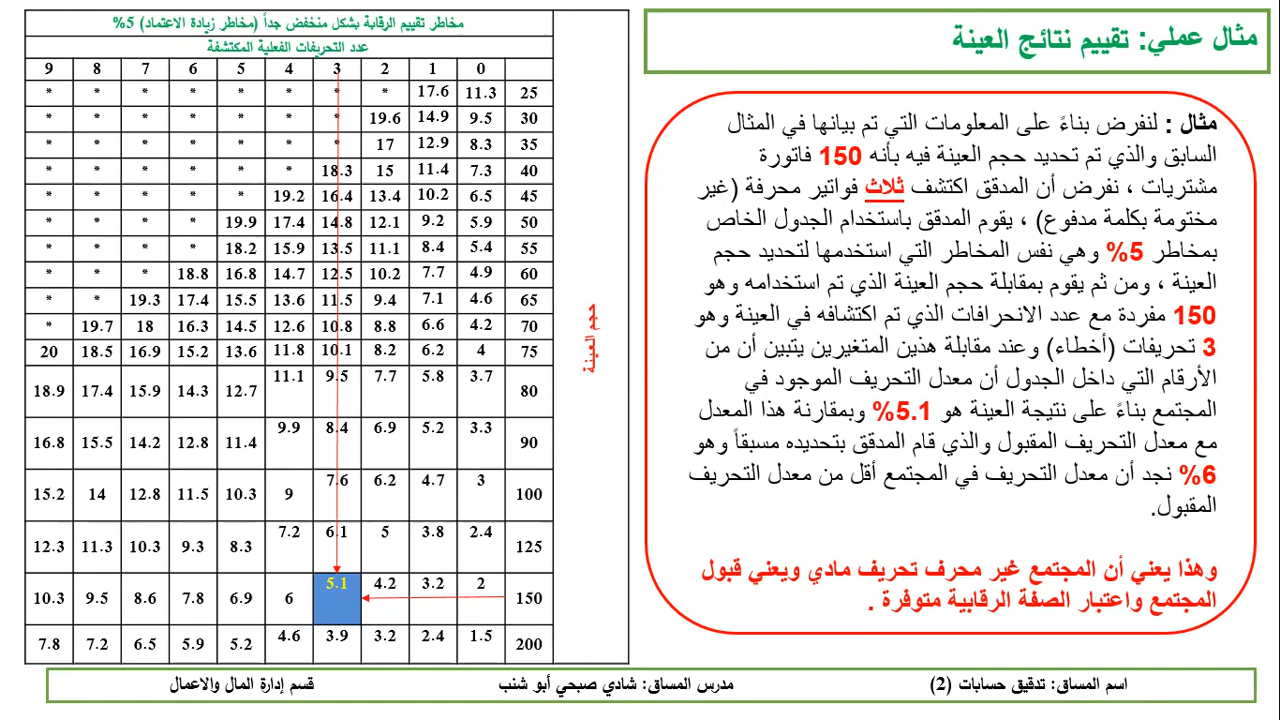 مثال عملي: تقييم نتائج العينة
مثال : لنفرض بناءً على المعلومات التي تم بيانها في المثال
السابق والذي تم تحديد حجم العينة فيه بأنه 150 فاتورة
مشتريات ، نفرض أن المدقق اكتشف ثلاث فواتير محرفة (غير
مختومة بكلمة مدفوع) ، يقوم المدقق باستخدام الجدول الخاص
بمخاطر 5% وهي نفس المخاطر التي استخدمها لتحديد حجم
العينة ، ومن ثم يقوم بمقابلة حجم العينة الذي تم استخدامه وهو
150 مفردة مع عدد الانحرافات الذي تم اكتشافه في العينة وهو
3 تحريفات (أخطاء) وعند مقابلة هذين المتغيرين يتبين أن من
الأرقام التي داخل الجدول أن معدل التحريف الموجود في
المجتمع بناءً على نتيجة العينة هو 5.1% وبمقارنة هذا المعدل
مع معدل التحريف المقبول والذي قام المدقق بتحديده مسبقاً وهو
6% نجد أن معدل التحريف في المجتمع أقل من معدل التحريف
المقبول.
وهذا يعني أن المجتمع غير محرف تحريف مادي ويعني قبول
المجتمع واعتبار الصفة الرقابية متوفرة .
مخاطر تقييم الرقابة بشكل منخفض جداً (مخاطر زيادة الاعتماد) 5%
عدد التحريفات الفعلية المكتشفة
حجم العينة
9 8 7 6 5 4 3 2 1 0
* * * * * * * * 17.6 11.3 25
* * * * * * * 19.6 14.9 9.5 30
* * * * * * * 17 12.9 8.3 35
* * * * * * 18.3 15 11.4 7.3 40
* * * * * 19.2 16.4 13.4 10.2 6.5 45
* * * * 19.9 17.4 14.8 12.1 9.2 5.9 50
* * * * 18.2 15.9 13.5 11.1 8.4 5.4 55
* * * 18.8 16.8 14.7 12.5 10.2 7.7 4.9 60
* * 19.3 17.4 15.5 13.6 11.5 9.4 7.1 4.6 65
* 19.7 18 16.3 14.5 12.6 10.8 8.8 6.6 4.2 70
20 18.5 16.9 15.2 13.6 11.8 10.1 8.2 6.2 4 75
18.9 17.4 15.9 14.3 12.7 11.1 9.5 7.7 5.8 3.7 80
16.8 15.5 14.2 12.8 11.4 9.9 8.4 6.9 5.2 3.3 90
15.2 14 12.8 11.5 10.3 9 7.6 6.2 4.7 3 100
12.3 11.3 10.3 9.3 8.3 7.2 6.1 5 3.8 2.4 125
10.3 9.5 8.6 7.8 6.9 6 5.1 4.2 3.2 2 150
7.8 7.2 6.5 5.9 5.2 4.6 3.9 3.2 2.4 1.5 200
اسم المساق: تدقيق حسابات (2) مدرس المساق: شادي صبحي أبو شنب قسم إدارة المال والاعمال